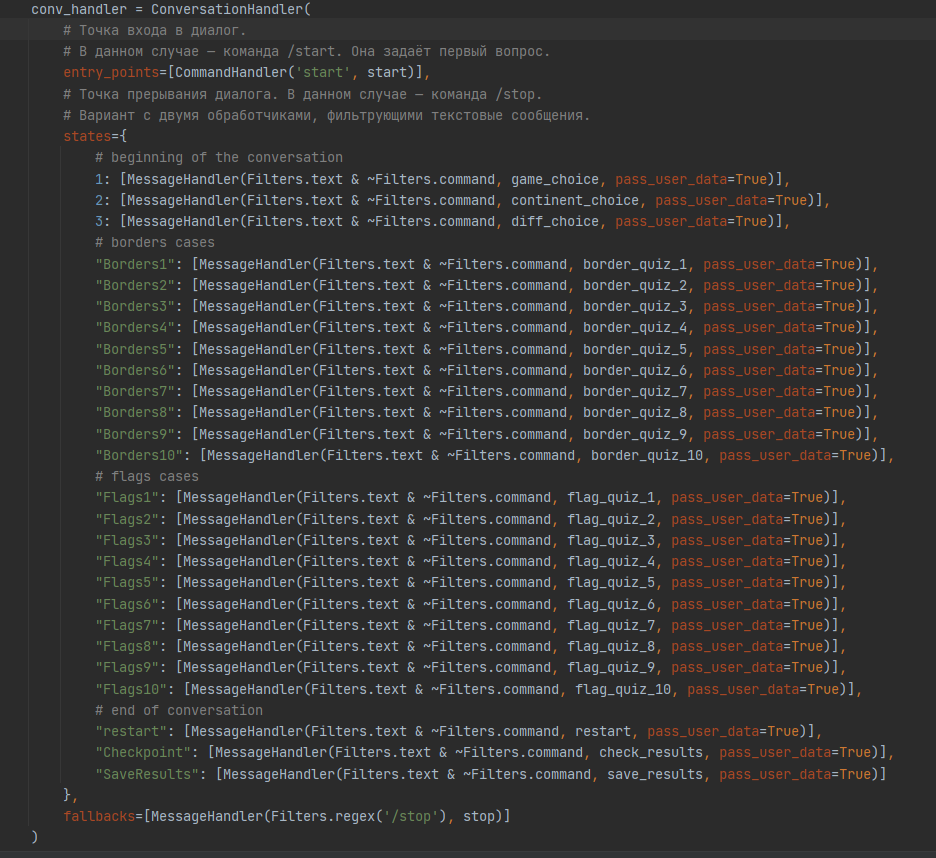 conv_handler = ConversationHandler(
# Точка входа в диалог.
# В данном случае — команда /start. Она задаёт первый вопрос.
entry_points=[CommandHandler('start', start)],
# Точка прерывания диалога. В данном случае — команда /stop.
# Вариант с двумя обработчиками, фильтрующими текстовые сообщения.
states={
# beginning of the conversation
1: [MessageHandler(Filters.text & ~Filters.command, game_choice, pass_user_data=True)],
2: [MessageHandler(Filters.text & ~Filters.command, continent_choice, pass_user_data=True)],
3: [MessageHandler(Filters.text & ~Filters.command, diff_choice, pass_user_data=True)],
# borders cases
"Borders1": [MessageHandler(Filters.text & ~Filters.command, border_quiz_1, pass_user_data=True)],
"Borders2": [MessageHandler(Filters.text & ~Filters.command, border_quiz_2, pass_user_data=True)],
"Borders3": [MessageHandler(Filters.text & ~Filters.command, border_quiz_3, pass_user_data=True)],
"Borders4": [MessageHandler(Filters.text & ~Filters.command, border_quiz_4, pass_user_data=True)],
"Borders5": [MessageHandler(Filters.text & ~Filters.command, border_quiz_5, pass_user_data=True)],
"Borders6": [MessageHandler(Filters.text & ~Filters.command, border_quiz_6, pass_user_data=True)],
"Borders7": [MessageHandler(Filters.text & ~Filters.command, border_quiz_7, pass_user_data=True)],
"Borders8": [MessageHandler(Filters.text & ~Filters.command, border_quiz_8, pass_user_data=True)],
"Borders9": [MessageHandler(Filters.text & ~Filters.command, border_quiz_9, pass_user_data=True)],
"Borders10": [MessageHandler(Filters.text & ~Filters.command, border_quiz_10, pass_user_data=True)],
# flags cases
"Flags1": [MessageHandler(Filters.text & ~Filters.command, flag_quiz_1, pass_user_data=True)],
"Flags2": [MessageHandler(Filters.text & ~Filters.command, flag_quiz_2, pass_user_data=True)],
"Flags3": [MessageHandler(Filters.text & ~Filters.command, flag_quiz_3, pass_user_data=True)],
"Flags4": [MessageHandler(Filters.text & ~Filters.command, flag_quiz_4, pass_user_data=True)],
"Flags5": [MessageHandler(Filters.text & ~Filters.command, flag_quiz_5, pass_user_data=True)],
"Flags6": [MessageHandler(Filters.text & ~Filters.command, flag_quiz_6, pass_user_data=True)],
"Flags7": [MessageHandler(Filters.text & ~Filters.command, flag_quiz_7, pass_user_data=True)],
"Flags8": [MessageHandler(Filters.text & ~Filters.command, flag_quiz_8, pass_user_data=True)],
"Flags9": [MessageHandler(Filters.text & ~Filters.command, flag_quiz_9, pass_user_data=True)],
"Flags10": [MessageHandler(Filters.text & ~Filters.command, flag_quiz_10, pass_user_data=True)],
# end of conversation
"restart": [MessageHandler(Filters.text & ~Filters.command, restart, pass_user_data=True)],
"Checkpoint": [MessageHandler(Filters.text & ~Filters.command, check_results, pass_user_data=True)],
"SaveResults": [MessageHandler(Filters.text & ~Filters.command, save_results, pass_user_data=True)]
},
fallbacks=[MessageHandler(Filters.regex('/stop'), stop)]
)